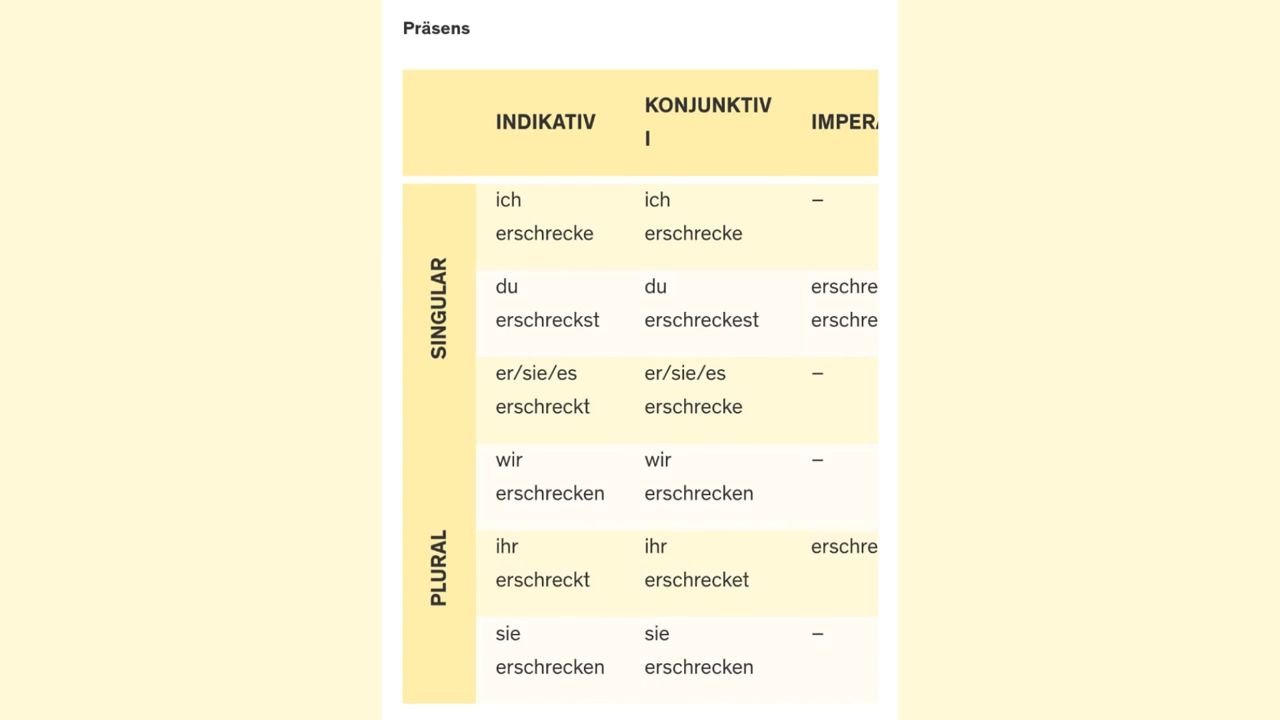 Präsens
INDIKATIV
KONJUNKTIV
I
IMPERA
SINGULAR
ich
erschrecke
ich
erschrecke
–
du
erschreckst
du
erschreckest
erschre
erschre
er/sie/es
erschreckt
er/sie/es
erschrecke
–
PLURAL
wir
erschrecken
wir
erschrecken
–
ihr
erschreckt
ihr
erschrecket
erschre
sie
erschrecken
sie
erschrecken
–